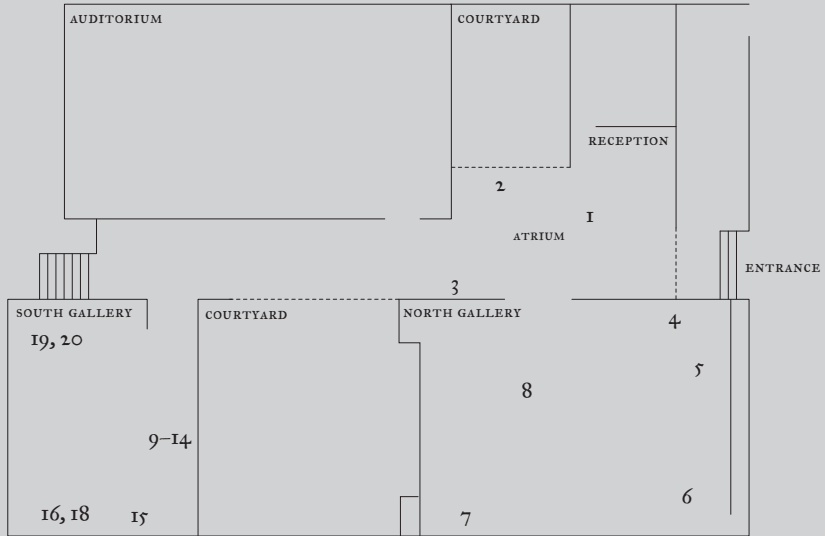 AUDITORIUM
COURTYARD
RECEPTION
2
1
ATRIUM
ENTRANCE
3
SOUTH GALLERY
COURTYARD
NORTH GALLERY
4
19, 20
5
8
9–14
6
16, 18
15
7